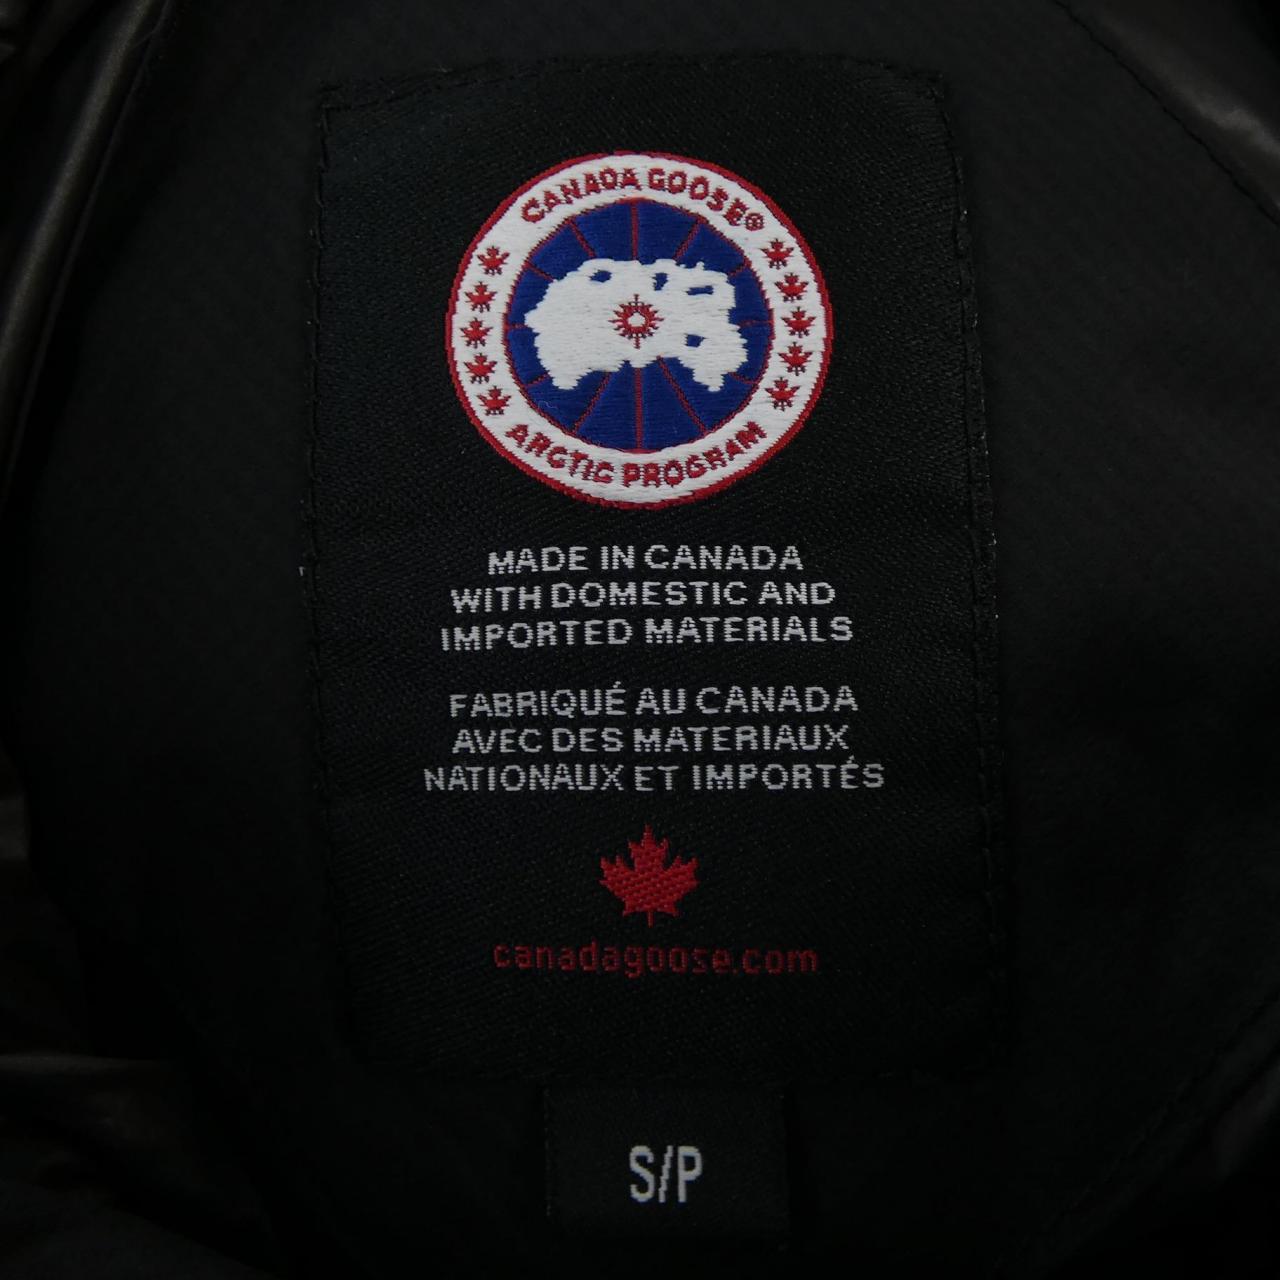 CANADA GOOSE®
ARCTIC PROGRAM
MADE IN CANADA
WITH DOMESTIC AND
IMPORTED MATERIALS
FABRIQUÉ AU CANADA
AVEC DES MATERIAUX
NATIONAUX ET IMPORTÉS
canadagoose.com
S/P